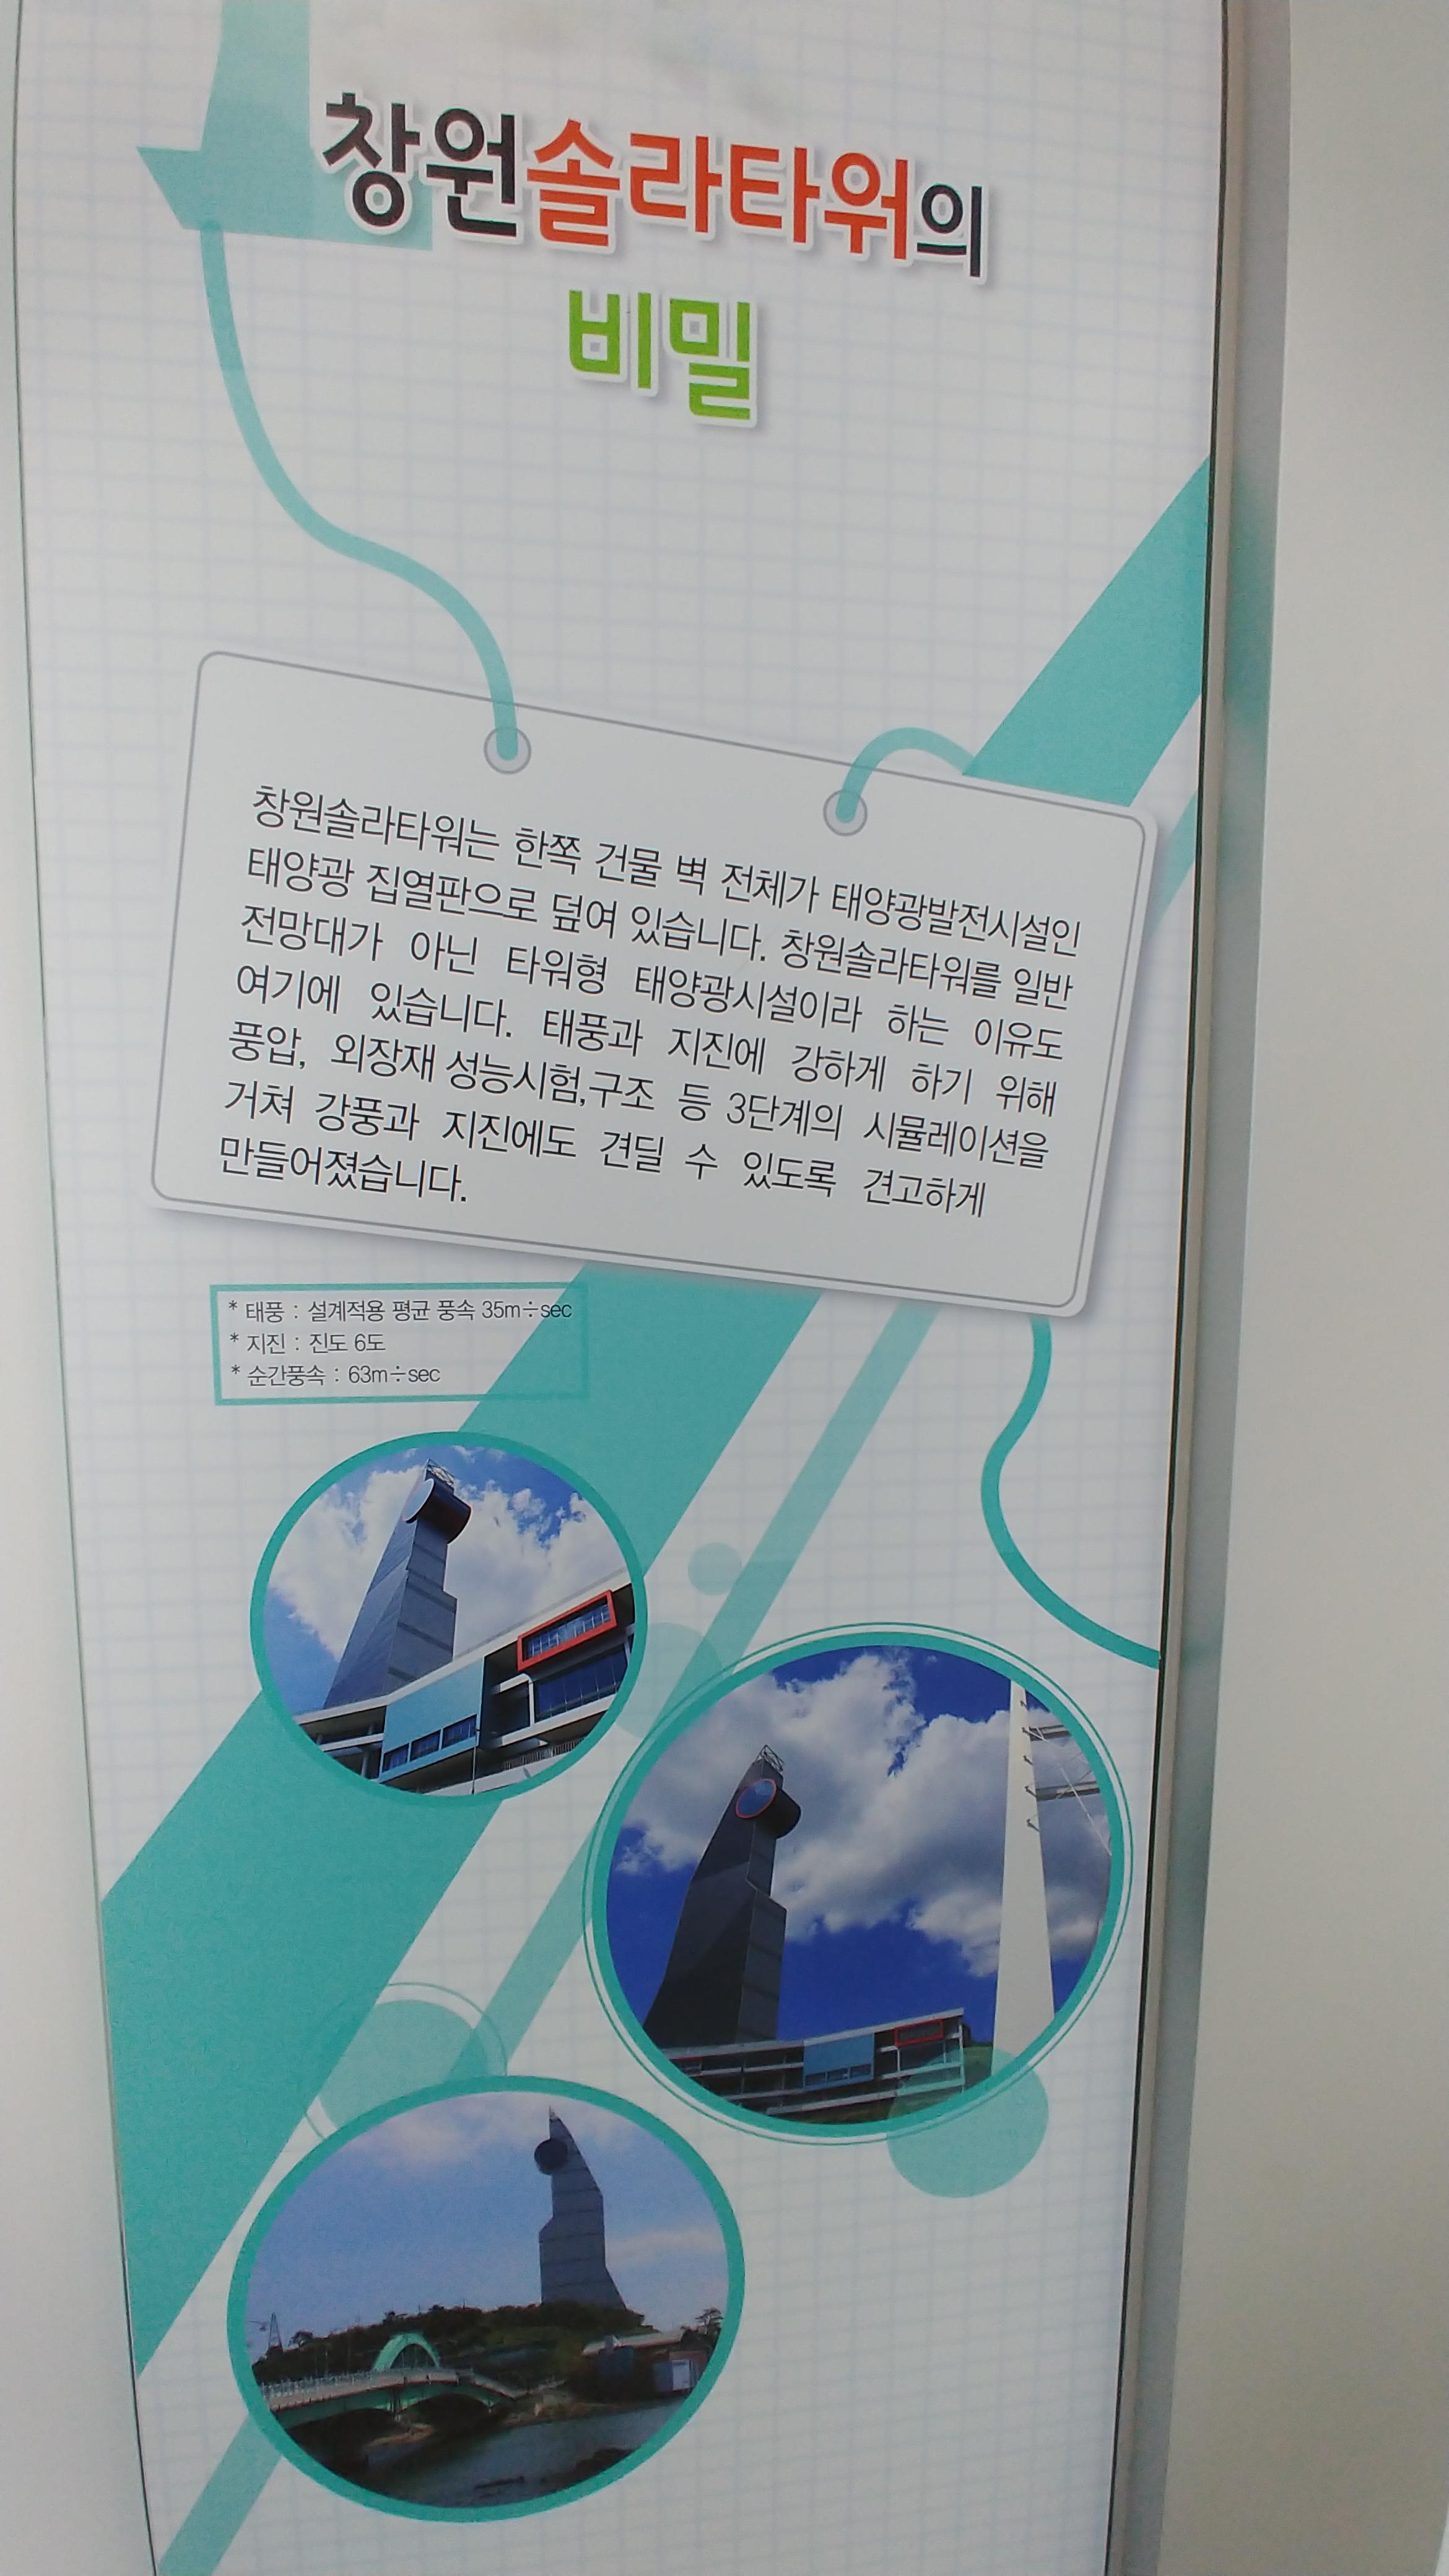 창원솔라타워의
비밀
창원솔라타워는 한쪽 건물 벽 전체가 태양광발전시설인
태양광 집열판으로 덮여 있습니다. 창원솔라타워를 일반
전망대가 아닌 타워형 태양광시설이라 하는 이유도
여기에 있습니다. 태풍과 지진에 강하게 하기 위해
풍압, 외장재 성능시험,구조 등 3단계의 시뮬레이션을
거쳐 강풍과 지진에도 견딜 수 있도록 견고하게
만들어졌습니다.
* 태풍 : 설계적용 평균 풍속 35m÷sec
* 지진 : 진도 6도
* 순간풍속 : 63m÷sec